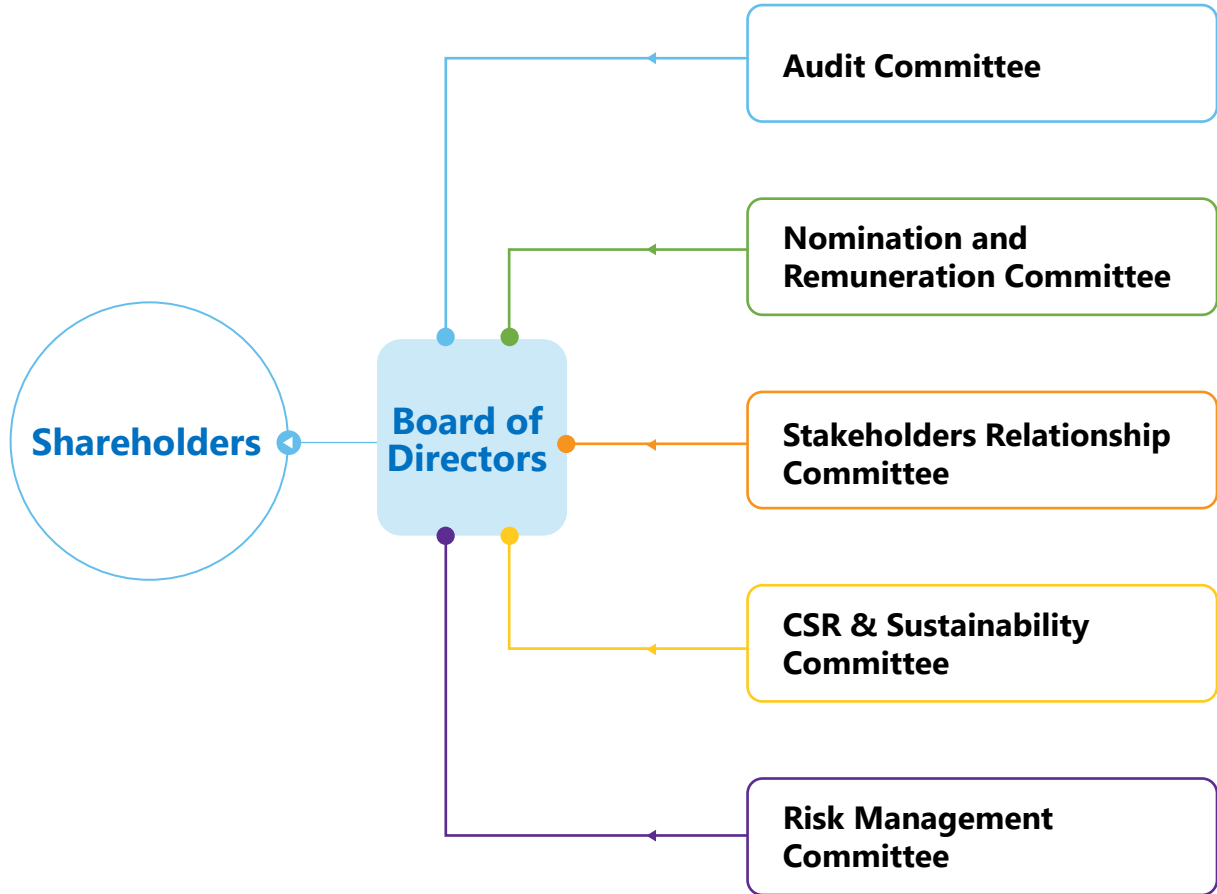 Shareholders
Board of
Directors
Audit Committee
Nomination and
Remuneration Committee
Stakeholders Relationship
Committee
CSR & Sustainability
Committee
Risk Management
Committee